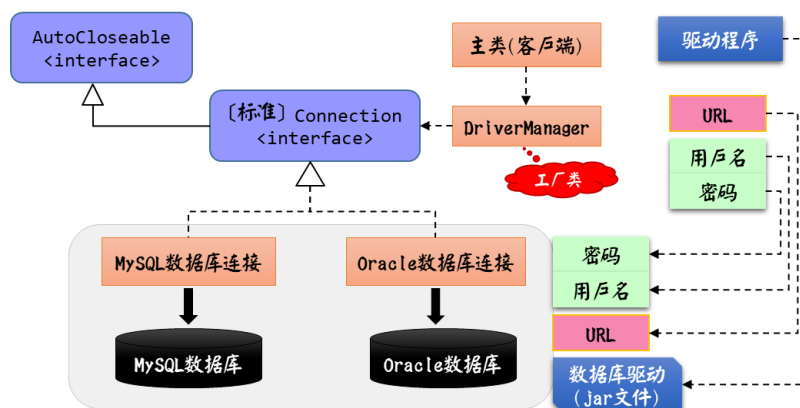 AutoCloseable
<interface>
主类(客户端)
驱动程序
〔标准〕Connection
<interface>
DriverManager
URL
工厂类
用户名
密码
MySQL数据库连接
Oracle数据库连接
密码
用户名
MySQL数据库
Oracle数据库
URL
数据库驱动
(jar文件)